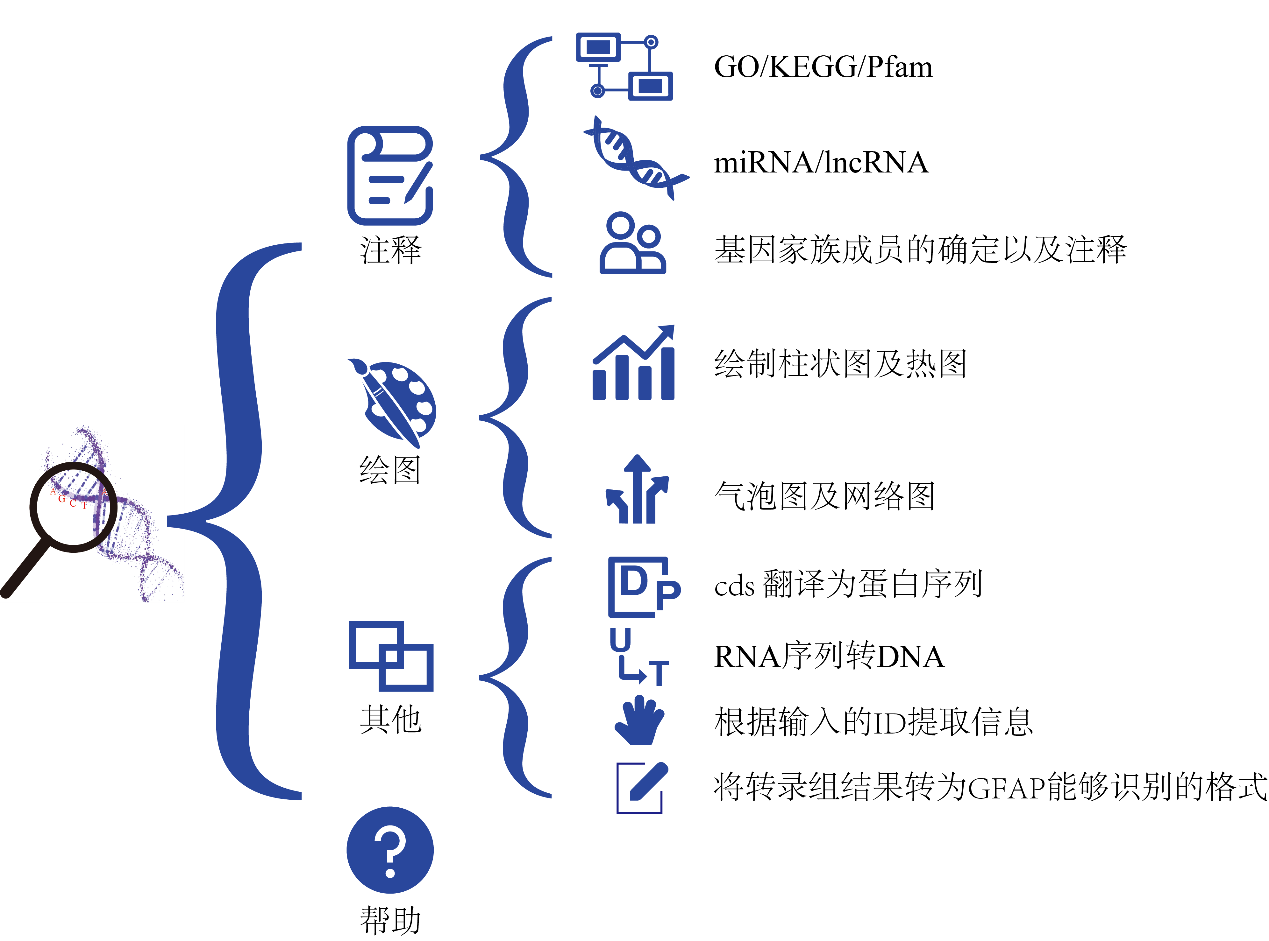 GO/KEGG/Pfam
miRNA/lncRNA
基因家族成员的确定以及注释
注释
绘制柱状图及热图
气泡图及网络图
绘图
A G C T
D P
cds 翻译为蛋白序列
U
T
RNA序列转DNA
根据输入的ID提取信息
将转录组结果转为GFAP能够识别的格式
其他
?
帮助